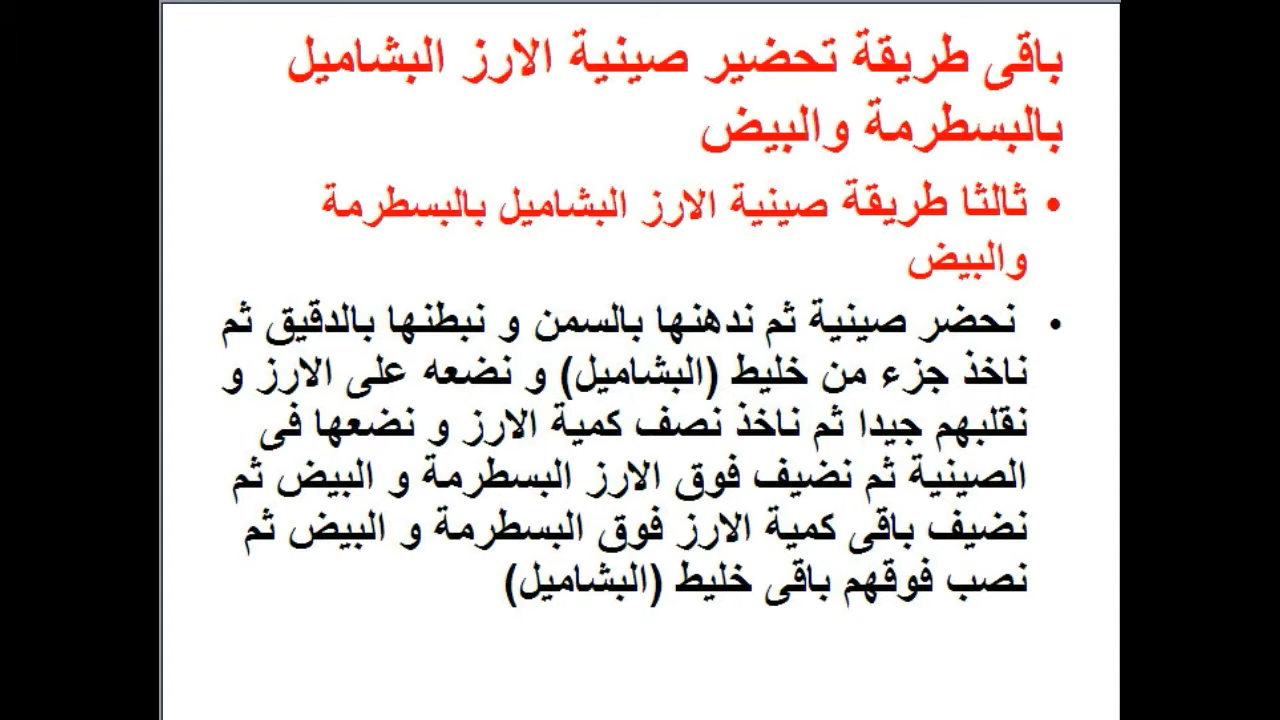 باقى طريقة تحضير صينية الارز البشاميل
بالبسطرمة والبيض
• ثالثا طريقة صينية الارز البشاميل بالبسطرمة
والبيض
• نحضر صينية ثم ندهنها بالسمن و نبطنها بالدقيق ثم
ناخذ جزء من خليط (البشاميل) و نضعه على الارز و
نقلبهم جيدا ثم ناخذ نصف كمية الارز و نضعها فى
الصينية ثم نضيف فوق الارز البسطرمة و البيض ثم
نضيف باقى كمية الارز فوق البسطرمة و البيض ثم
نصب فوقهم باقى خليط (البشاميل)